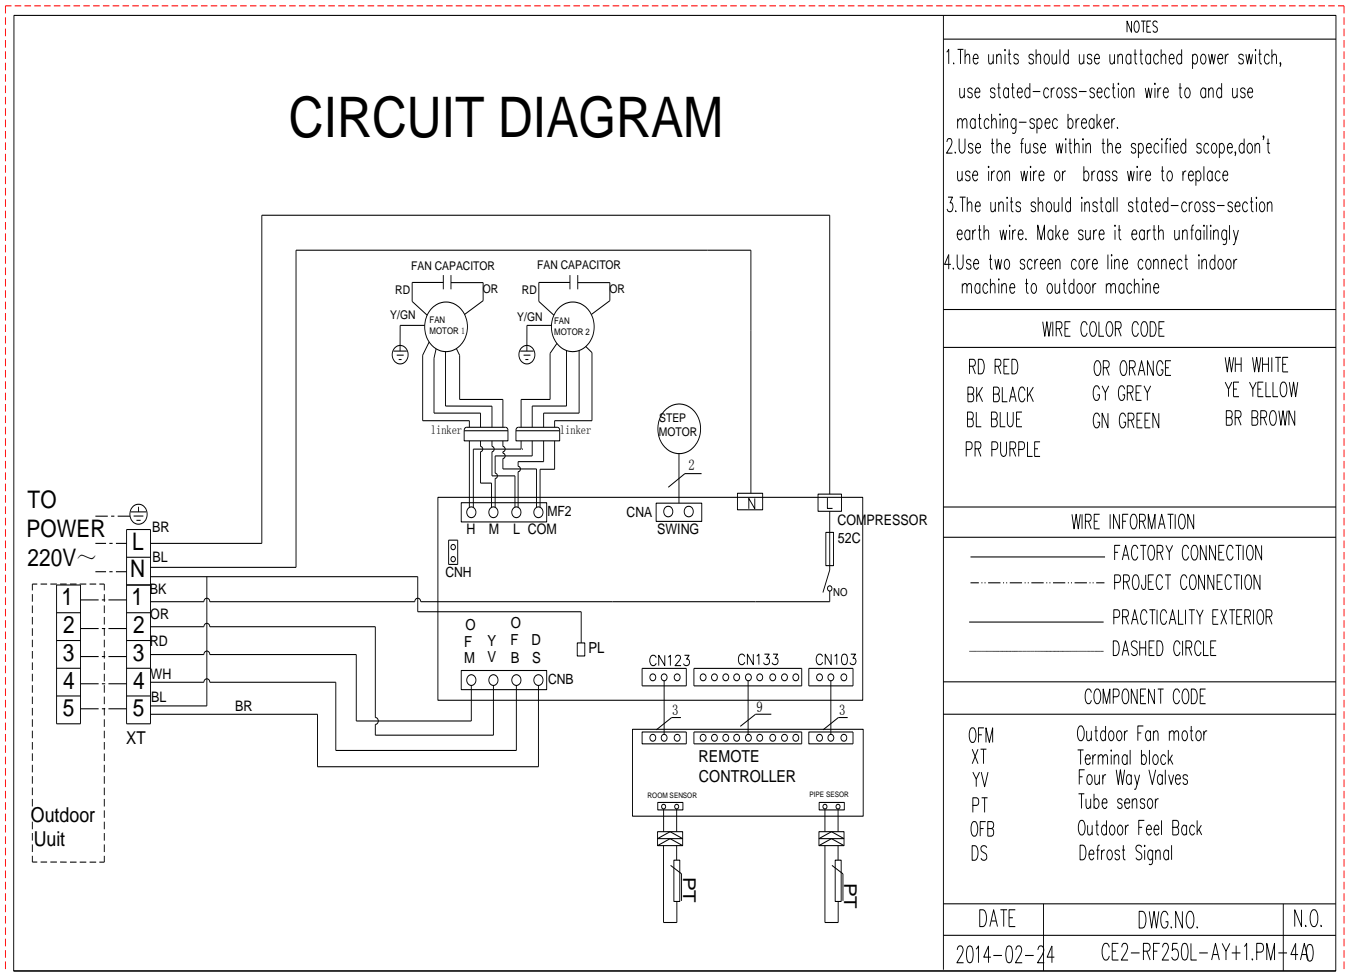 CIRCUIT DIAGRAM
FAN CAPACITOR
FAN CAPACITOR
RD
OR
RD
OR
Y/GN
FAN
MOTOR 1
Y/GN
FAN
MOTOR 2
linker
linker
STEP
MOTOR
2
TO
POWER
220V~
BR
L
BL
N
BK
1
1
OR
2
2
RD
3
3
WH
4
4
BL
5
5
BR
XT
Outdoor
Uuit
MF2
H M L COM
CNH
CNA
SWING
N
L
COMPRESSOR
52C
NO
OFM
YV
OFB
DS
CNB
PL
CN123
CN133
CN103
3
9
3
REMOTE
CONTROLLER
ROOM SENSOR
PIPE SESOR
PT
PT
NOTES
1.The units should use unattached power switch,
use stated-cross-section wire to and use
matching-spec breaker.
2.Use the fuse within the specified scope,don't
use iron wire or brass wire to replace
3.The units should install stated-cross-section
earth wire. Make sure it earth unfailingly
4.Use two screen core line connect indoor
machine to outdoor machine
WIRE COLOR CODE
RD RED OR ORANGE WH WHITE
BK BLACK GY GREY YE YELLOW
BL BLUE GN GREEN BR BROWN
PR PURPLE
WIRE INFORMATION
FACTORY CONNECTION
PROJECT CONNECTION
PRACTICALITY EXTERIOR
DASHED CIRCLE
COMPONENT CODE
OFM Outdoor Fan motor
XT Terminal block
YV Four Way Valves
PT Tube sensor
OFB Outdoor Feel Back
DS Defrost Signal
DATE DWG.NO. N.O.
2014-02-24 CE2-RF250L-AY+1.PM-4A0